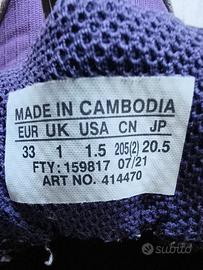 MADE IN CAMBODIA
EUR UK USA CN JP
33 1 1.5 205(2) 20.5
FTY: 159817 07/21
ART NO. 414470
subito